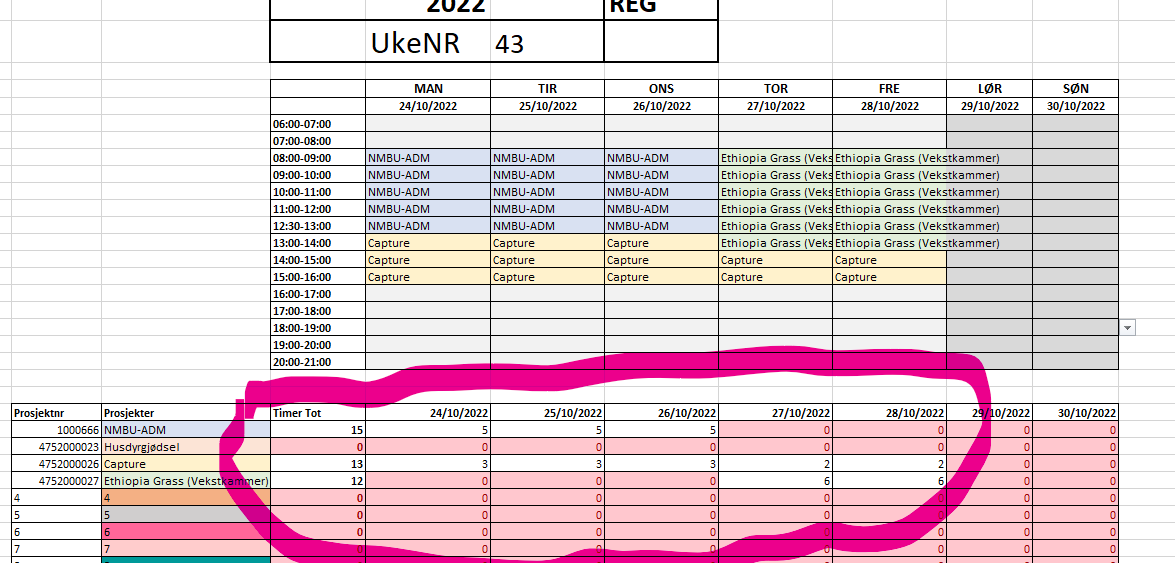 2022 REG
UkeNR 43
MAN TIR ONS TOR FRE LØR SØN
24/10/2022 25/10/2022 26/10/2022 27/10/2022 28/10/2022 29/10/2022 30/10/2022
06:00-07:00
07:00-08:00
08:00-09:00 NMBU-ADM NMBU-ADM NMBU-ADM Ethiopia Grass (Veks Ethiopia Grass (Vekstkammer)
09:00-10:00 NMBU-ADM NMBU-ADM NMBU-ADM Ethiopia Grass (Veks Ethiopia Grass (Vekstkammer)
10:00-11:00 NMBU-ADM NMBU-ADM NMBU-ADM Ethiopia Grass (Veks Ethiopia Grass (Vekstkammer)
11:00-12:00 NMBU-ADM NMBU-ADM NMBU-ADM Ethiopia Grass (Veks Ethiopia Grass (Vekstkammer)
12:30-13:00 NMBU-ADM NMBU-ADM NMBU-ADM Ethiopia Grass (Veks Ethiopia Grass (Vekstkammer)
13:00-14:00 Capture Capture Capture Ethiopia Grass (Veks Ethiopia Grass (Vekstkammer)
14:00-15:00 Capture Capture Capture Capture Capture
15:00-16:00 Capture Capture Capture Capture Capture
16:00-17:00
17:00-18:00
18:00-19:00
19:00-20:00
20:00-21:00
Prosjektnr Prosjekter Timer Tot 24/10/2022 25/10/2022 26/10/2022 27/10/2022 28/10/2022 29/10/2022 30/10/2022
1000666 NMBU-ADM 15 5 5 5 0 0 0 0
4752000023 Husdyrgjødsel 0 0 0 0 0 0 0 0
4752000026 Capture 13 3 3 3 2 2 0 0
4752000027 Ethiopia Grass (Vekstkammer) 12 0 0 0 6 6 0 0
4 4 0 0 0 0 0 0 0 0
5 5 0 0 0 0 0 0 0 0
6 6 0 0 0 0 0 0 0 0
7 7 0 0 0 0 0 0 0 0